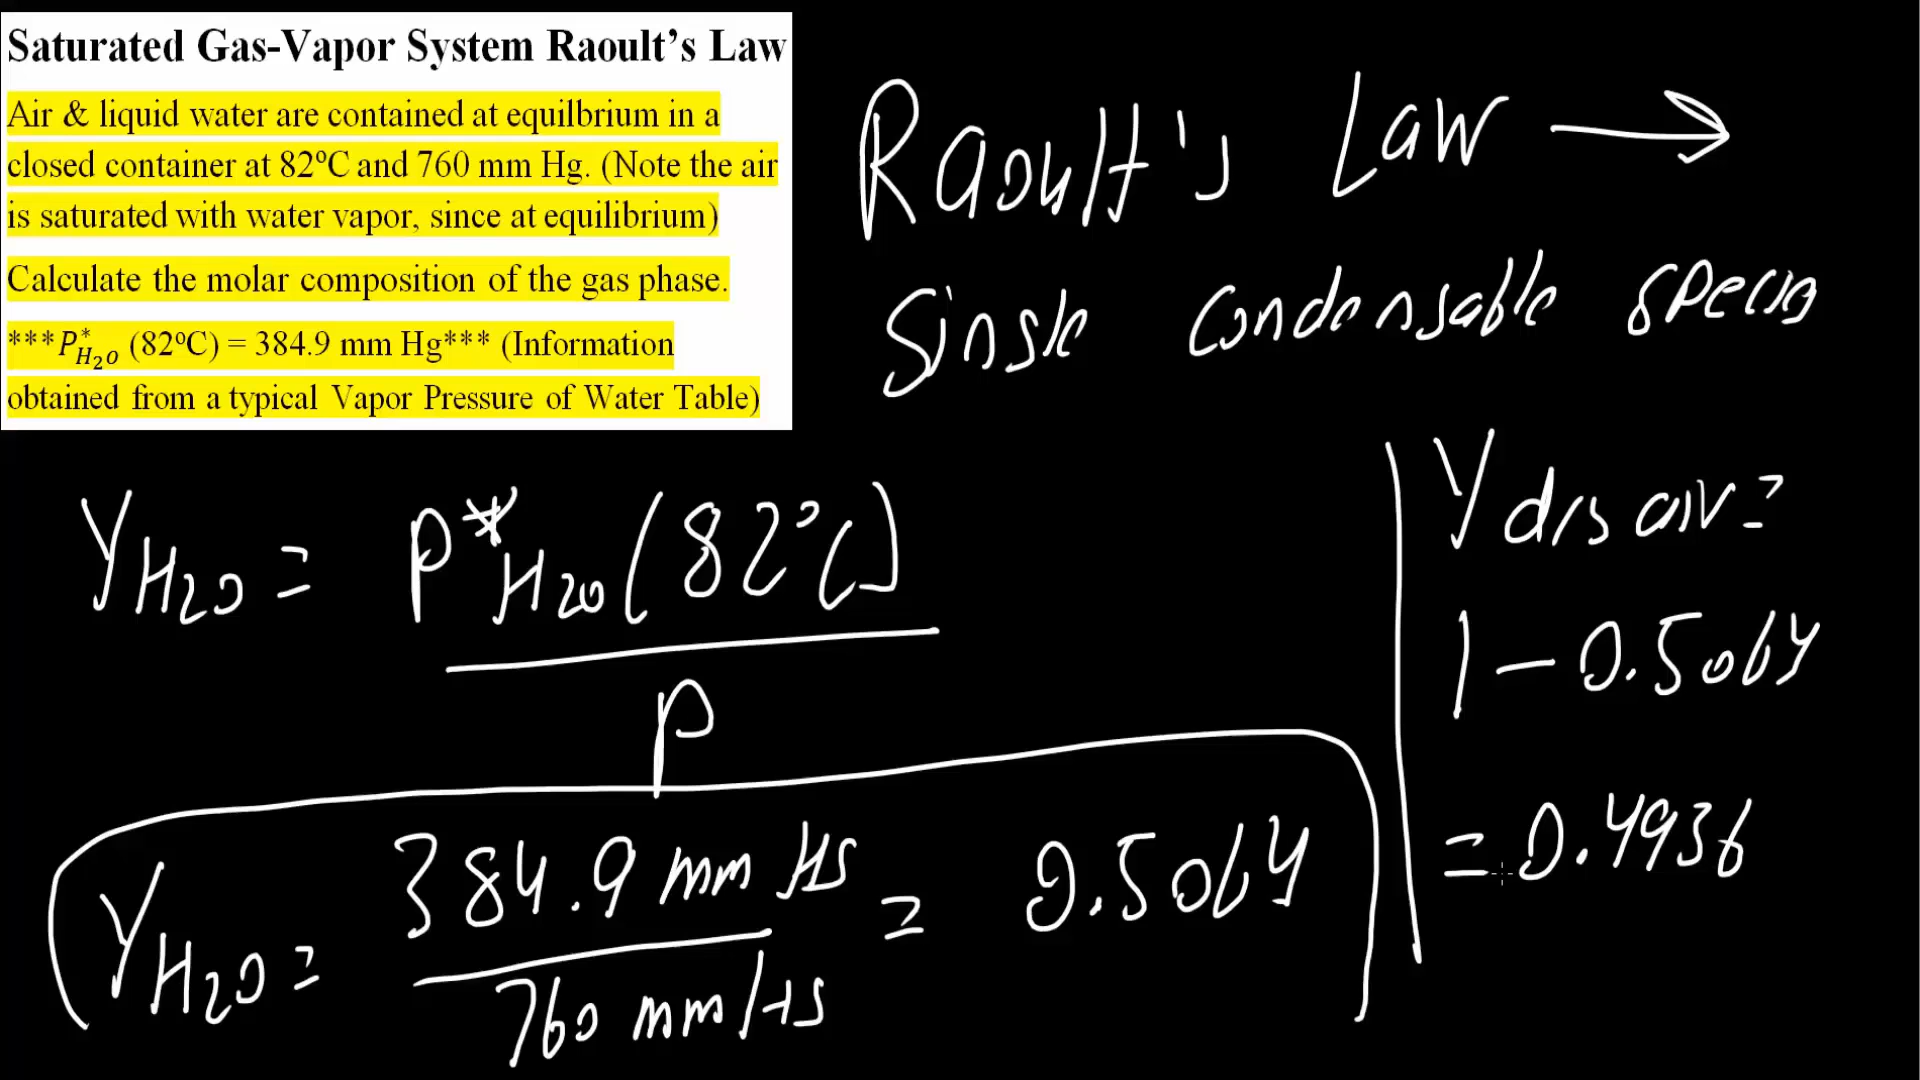 Saturated Gas-Vapor System Raoult's Law
Air & liquid water are contained at equilbrium in a
closed container at 82⁰C and 760 mm Hg. (Note the air
is saturated with water vapor, since at equilibrium)
Calculate the molar composition of the gas phase.
***P*H₂O (82⁰C) = 384.9 mm Hg*** (Information
obtained from a typical Vapor Pressure of Water Table)
Raoult's Law →
Single condensable species
YH2O = P*H2O (82°C)
P
YH2O = 384.9 mm Hg = 0.5064
760 mm Hg
Y dry air =
1 - 0.5064
= 0.4936